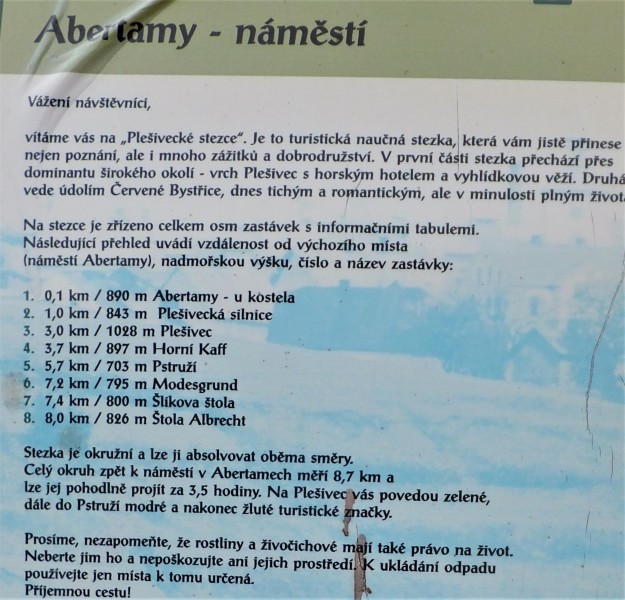 Abertamy - náměstí
Vážení návštěvníci,
vítáme vás na „Plešivecké stezce“. Je to turistická naučná stezka, která vám jistě přinese
nejen poznání, ale i mnoho zážitků a dobrodružství. V první části stezka přechází přes
dominantu širokého okolí - vrch Plešivec s horským hotelem a vyhlídkovou věží. Druhá
vede údolím Červené Bystřice, dnes tichým a romantickým, ale v minulosti plným život
Na stezce je zřízeno celkem osm zastávek s informačními tabulemi.
Následující přehled uvádí vzdálenost od výchozího místa
(náměstí Abertamy), nadmořskou výšku, číslo a název zastávky:
1. 0,1 km / 890 m Abertamy - u kostela
2. 1,0 km / 843 m Plešivecká silnice
3. 3,0 km / 1028 m Plešivec
4. 3,7 km / 897 m Horní Kaff
5. 5,7 km / 703 m Pstruží
6. 7,2 km / 795 m Modesgrund
7. 7,4 km / 800 m Šlikova štola
8. 8,0 km / 826 m Štola Albrecht
Stezka je okružní a lze ji absolvovat oběma směry.
Celý okruh zpět k náměstí v Abertamech měří 8,7 km a
lze jej pohodlně projít za 3,5 hodiny. Na Plešivec vás povedou zelené,
dále do Pstruží modré a nakonec žluté turistické značky.
Prosíme, nezapomeňte, že rostliny a živočichové mají také právo na život.
Neberte jim ho a nepoškozujte ani jejich prostředí. K ukládání odpadu
používejte jen místa k tomu určená.
Příjemnou cestu!